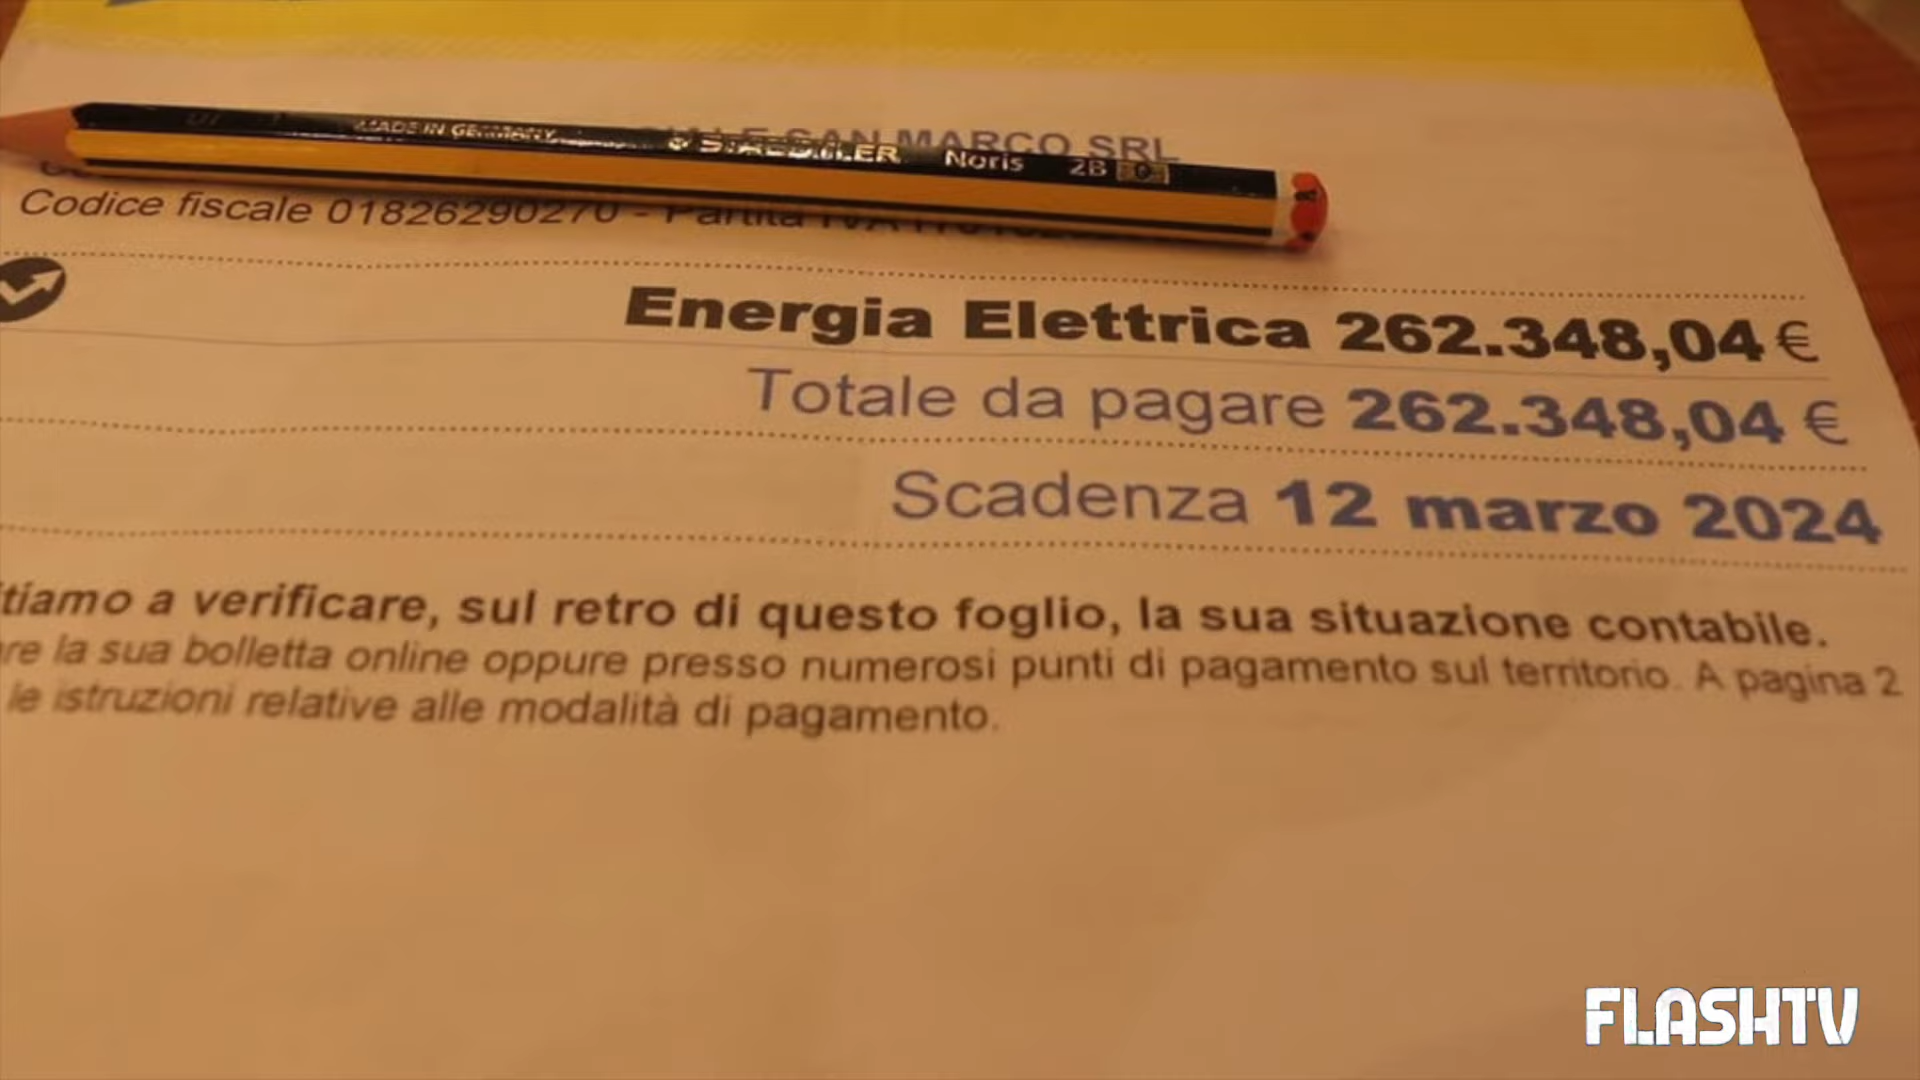 SAN MARCO SRL
MADE IN GERMANY
STAEDTLER Noris 2B
Codice fiscale 01826290270 - Partita IVA
Energia Elettrica 262.348,04 €
Totale da pagare 262.348,04 €
Scadenza 12 marzo 2024
tiamo a verificare, sul retro di questo foglio, la sua situazione contabile.
re la sua bolletta online oppure presso numerosi punti di pagamento sul territorio. A pagina 2
le istruzioni relative alle modalità di pagamento.
FLASHTV